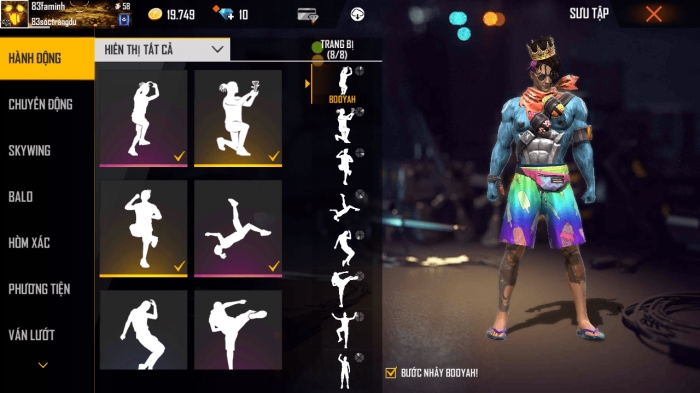 83faminh
58
19.749
10
SƯU TẬP
83sóctrăngdu
HÀNH ĐỘNG
HIỂN THỊ TẤT CẢ
TRANG BỊ
(8/8)
BOOYAH
CHUYỂN ĐỘNG
SKYWING
BALO
HÒM XÁC
PHƯƠNG TIỆN
VÁN LƯỚT
BƯỚC NHẢY BOOYAH!